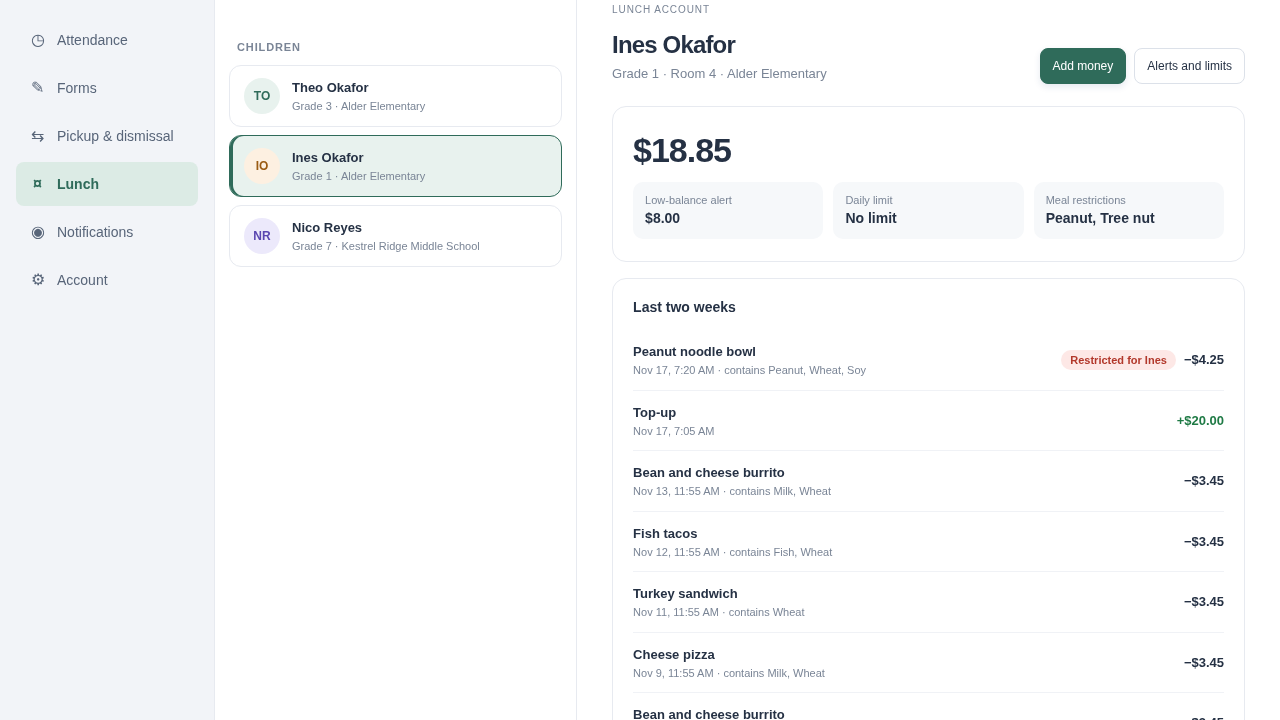 Attendance
Forms
Pickup & dismissal
Lunch
Notifications
Account
CHILDREN
TO
Theo Okafor
Grade 3 · Alder Elementary
IO
Ines Okafor
Grade 1 · Alder Elementary
NR
Nico Reyes
Grade 7 · Kestrel Ridge Middle School
LUNCH ACCOUNT
Ines Okafor
Grade 1 · Room 4 · Alder Elementary
Add money
Alerts and limits
$18.85
Low-balance alert
$8.00
Daily limit
No limit
Meal restrictions
Peanut, Tree nut
Last two weeks
Peanut noodle bowl
Nov 17, 7:20 AM · contains Peanut, Wheat, Soy
Restricted for Ines
−$4.25
Top-up
Nov 17, 7:05 AM
+$20.00
Bean and cheese burrito
Nov 13, 11:55 AM · contains Milk, Wheat
−$3.45
Fish tacos
Nov 12, 11:55 AM · contains Fish, Wheat
−$3.45
Turkey sandwich
Nov 11, 11:55 AM · contains Wheat
−$3.45
Cheese pizza
Nov 9, 11:55 AM · contains Milk, Wheat
−$3.45
Bean and cheese burrito